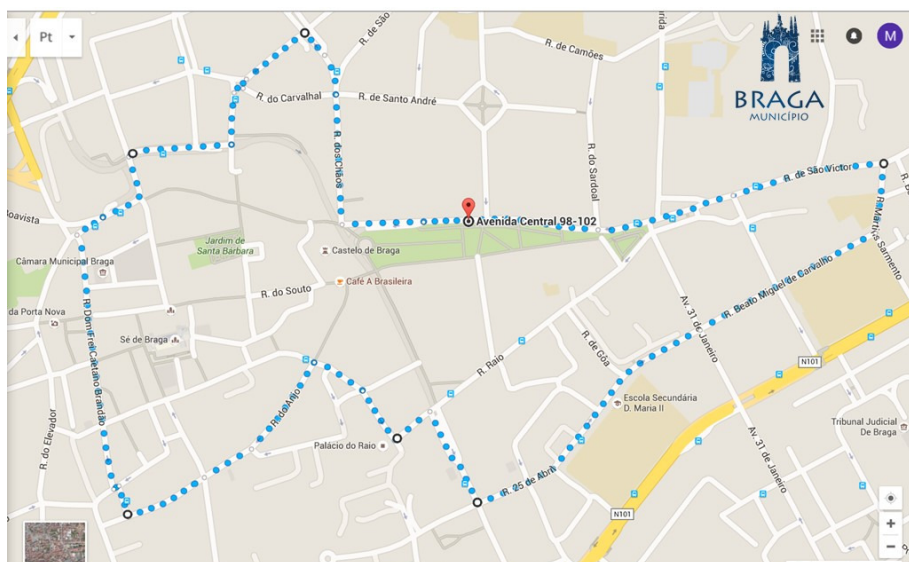 Pt
M
R. de São
R. de Camões
BRAGA
MUNICÍPIO
R. do Carvalhal
R. de Santo André
R. dos Chãos
R. do Sardoal
R. de São Victor
Avenida Central 98-102
Boavista
Jardim de
Santa Bárbara
Castelo de Braga
R. Martins Sarmento
Câmara Municipal Braga
Café A Brasileira
R. do Souto
R. Beato Miguel de Carvalho
da Porta Nova
R. Dom Frei Caetano Brandão
Sé de Braga
Av. 31 de Janeiro
R. de Gôa
R. Raio
N101
R. do Anjo
Escola Secundária
D. Maria II
R. do Elevador
Palácio do Raio
Av. 31 de Janeiro
Tribunal Judicial
De Braga
R. 25 de Abril
N101